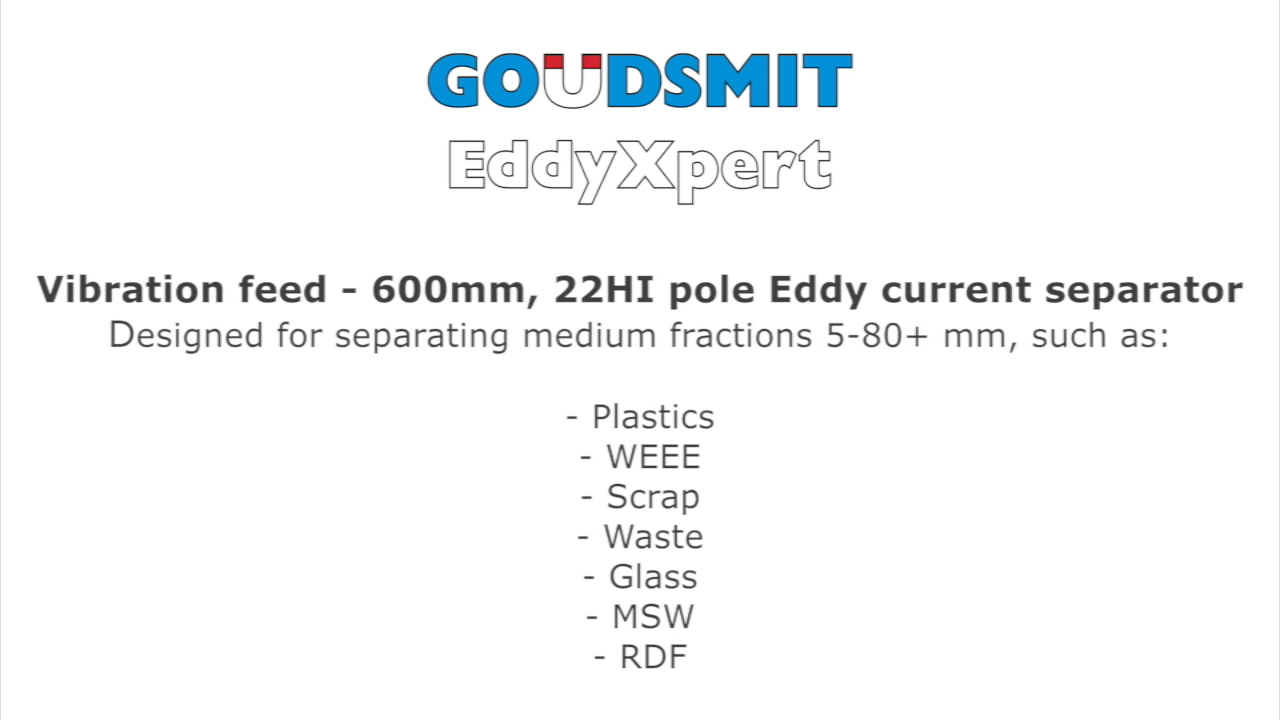 GOUDSMIT
EddyXpert
Vibration feed - 600mm, 22HI pole Eddy current separator
Designed for separating medium fractions 5-80+ mm, such as:
- Plastics
- WEEE
- Scrap
- Waste
- Glass
- MSW
- RDF